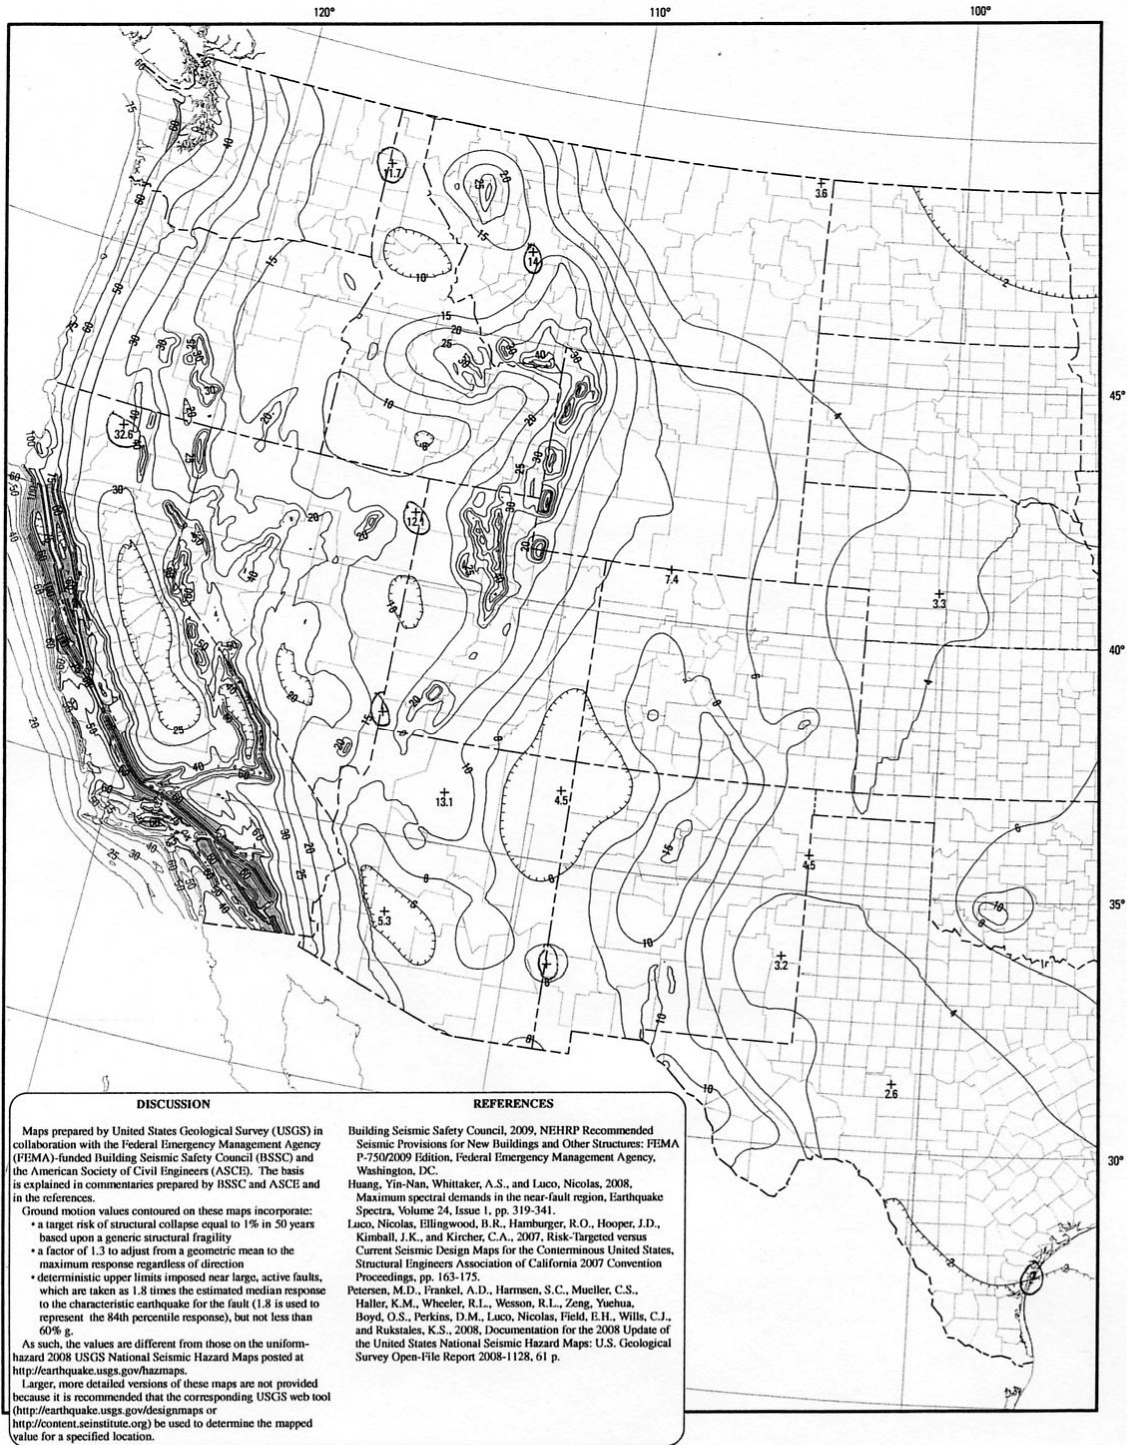 120°
110°
100°
45°
40°
35°
30°
11.7
14
3.6
32.6
12.1
7.4
3.3
13.1
4.5
5.3
4.5
3.2
2.6
DISCUSSION
Maps prepared by United States Geological Survey (USGS) in
collaboration with the Federal Emergency Management Agency
(FEMA)-funded Building Seismic Safety Council (BSSC) and
the American Society of Civil Engineers (ASCE). The basis
is explained in commentaries prepared by BSSC and ASCE and
in the references.
Ground motion values contoured on these maps incorporate:
• a target risk of structural collapse equal to 1% in 50 years
based upon a generic structural fragility
• a factor of 1.3 to adjust from a geometric mean to the
maximum response regardless of direction
• deterministic upper limits imposed near large, active faults,
which are taken as 1.8 times the estimated median response
to the characteristic earthquake for the fault (1.8 is used to
represent the 84th percentile response), but not less than
60% g.
As such, the values are different from those on the uniform-
hazard 2008 USGS National Seismic Hazard Maps posted at
http://earthquake.usgs.gov/hazmaps.
Larger, more detailed versions of these maps are not provided
because it is recommended that the corresponding USGS web tool
(http://earthquake.usgs.gov/designmaps or
http://content.seinstitute.org) be used to determine the mapped
value for a specified location.
REFERENCES
Building Seismic Safety Council, 2009, NEHRP Recommended
Seismic Provisions for New Buildings and Other Structures: FEMA
P-750/2009 Edition, Federal Emergency Management Agency,
Washington, DC.
Huang, Yin-Nan, Whittaker, A.S., and Luco, Nicolas, 2008,
Maximum spectral demands in the near-fault region, Earthquake
Spectra, Volume 24, Issue 1, pp. 319-341.
Luco, Nicolas, Ellingwood, B.R., Hamburger, R.O., Hooper, J.D.,
Kimball, J.K., and Kircher, C.A., 2007, Risk-Targeted versus
Current Seismic Design Maps for the Conterminous United States,
Structural Engineers Association of California 2007 Convention
Proceedings, pp. 163-175.
Petersen, M.D., Frankel, A.D., Harmsen, S.C., Mueller, C.S.,
Haller, K.M., Wheeler, R.L., Wesson, R.L., Zeng, Yuehua,
Boyd, O.S., Perkins, D.M., Luco, Nicolas, Field, E.H., Wills, C.J.,
and Rukstales, K.S., 2008, Documentation for the 2008 Update of
the United States National Seismic Hazard Maps: U.S. Geological
Survey Open-File Report 2008-1128, 61 p.